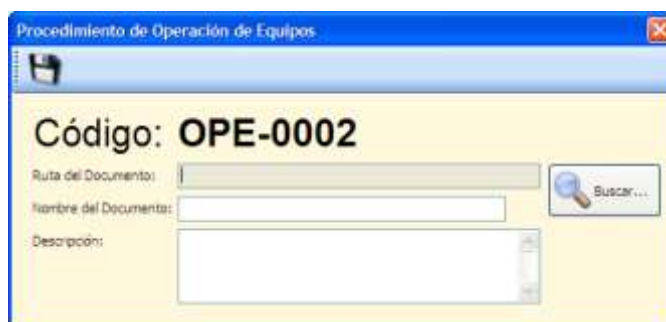 Procedimiento de Operación de Equipos
Código: OPE-0002
Ruta del Documento:
Buscar...
Nombre del Documento:
Descripción: